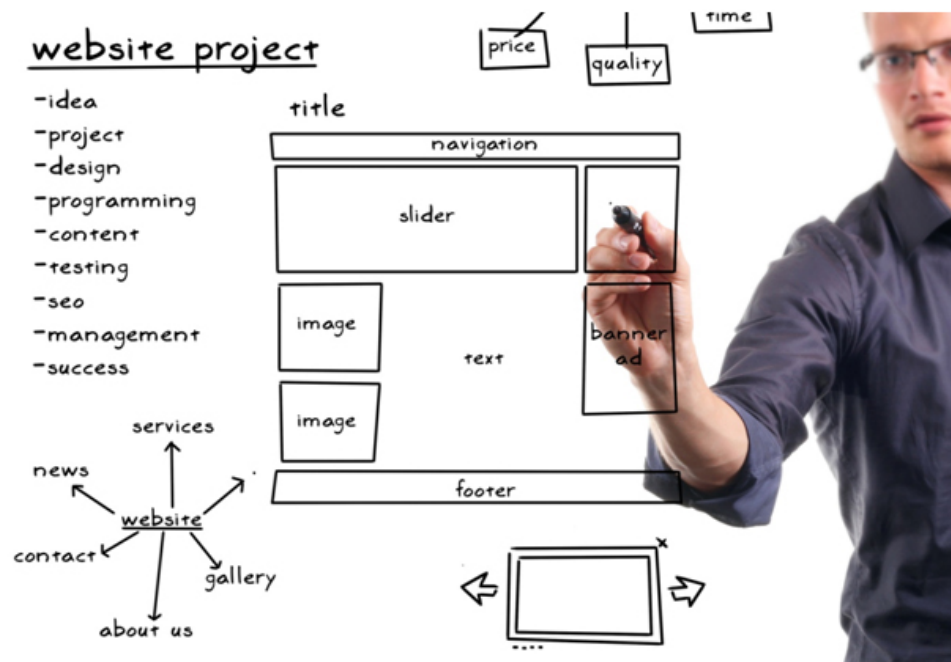 website project
-idea
-project
-design
-programming
-content
-testing
-seo
-management
-success
price
quality
time
title
navigation
slider
image
text
banner
ad
image
footer
services
news
website
contact
gallery
about us